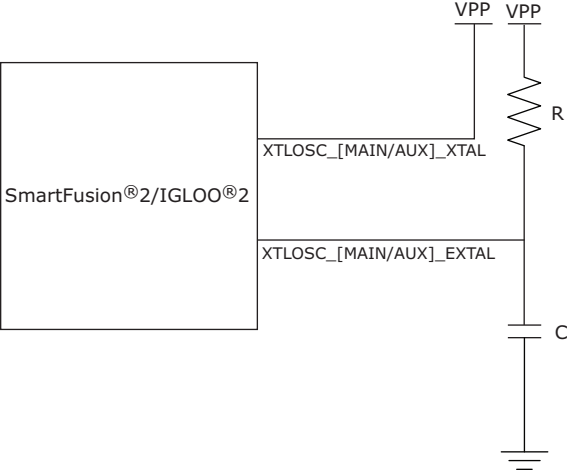 VPP VPP
R
XTLOSC_[MAIN/AUX]_XTAL
SmartFusion®2/IGLOO®2
XTLOSC_[MAIN/AUX]_EXTAL
C